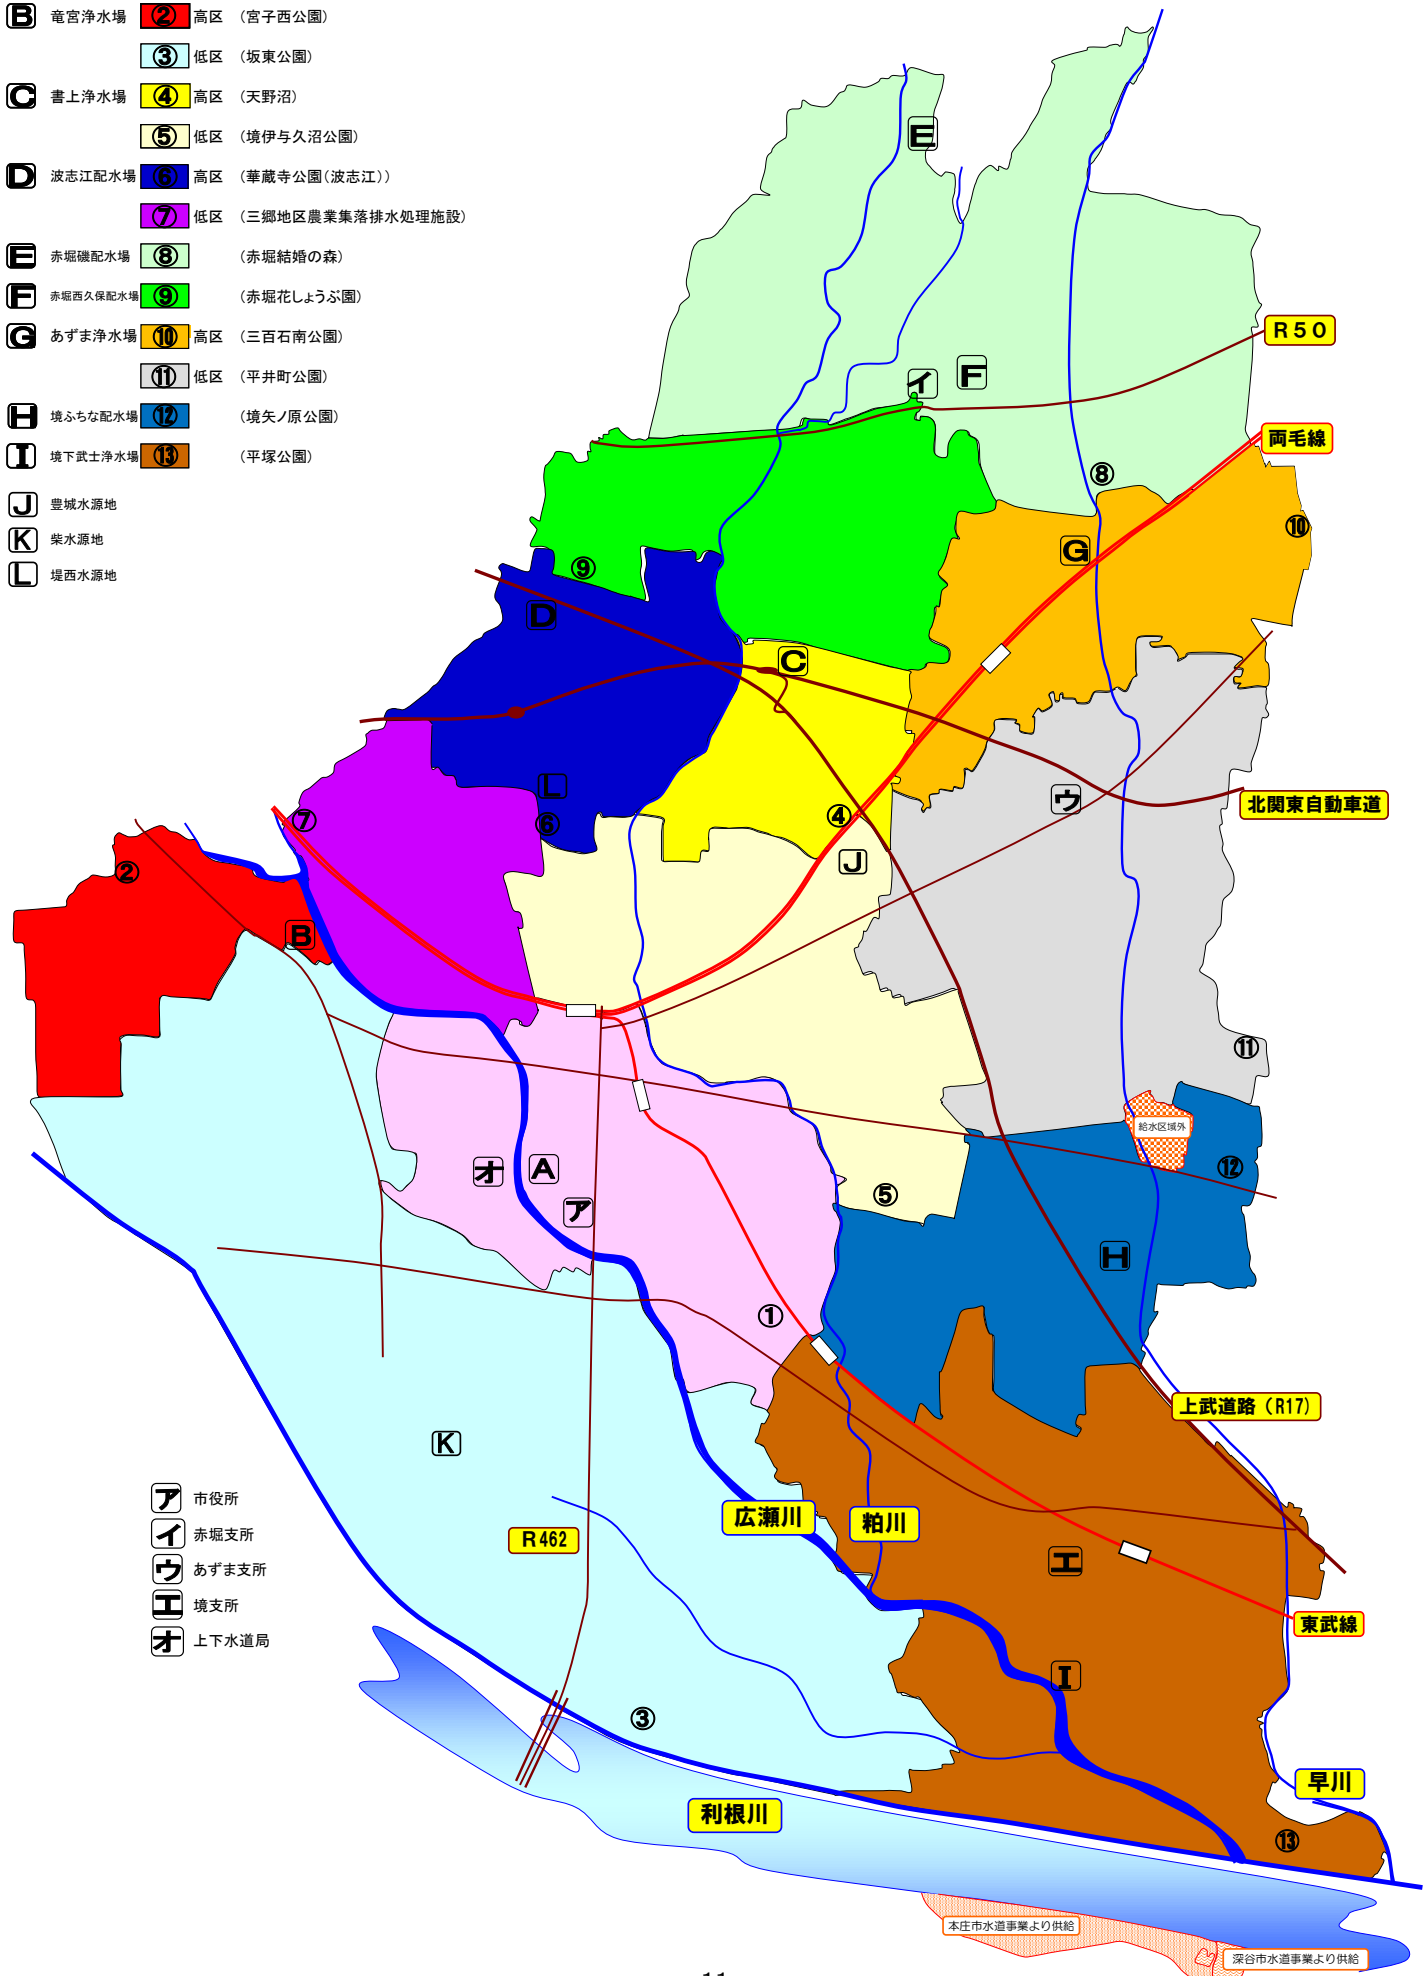 B 竜宮浄水場 ② 高区 (宮子西公園)
③ 低区 (坂東公園)
C 書上浄水場 ④ 高区 (天野沼)
⑤ 低区 (境伊与久沼公園)
D 波志江配水場 ⑥ 高区 (華蔵寺公園(波志江))
⑦ 低区 (三郷地区農業集落排水処理施設)
E 赤堀磯配水場 ⑧ (赤堀結婚の森)
F 赤堀西久保配水場 ⑨ (赤堀花しょうぶ園)
G あずま浄水場 ⑩ 高区 (三百石南公園)
⑪ 低区 (平井町公園)
H 境ふちな配水場 ⑫ (境矢ノ原公園)
I 境下武士浄水場 ⑬ (平塚公園)
J 豊城水源地
K 柴水源地
L 堤西水源地
E
R50
イ
F
両毛線
⑧
⑩
G
⑨
D
C
L
ウ
北関東自動車道
⑦
⑥
④
J
②
B
⑪
給水区域外
オ
A
ア
⑤
⑫
H
①
上武道路(R17)
K
ア 市役所
イ 赤堀支所
ウ あずま支所
エ 境支所
オ 上下水道局
R462
広瀬川
粕川
エ
東武線
I
③
早川
利根川
⑬
本庄市水道事業より供給
深谷市水道事業より供給